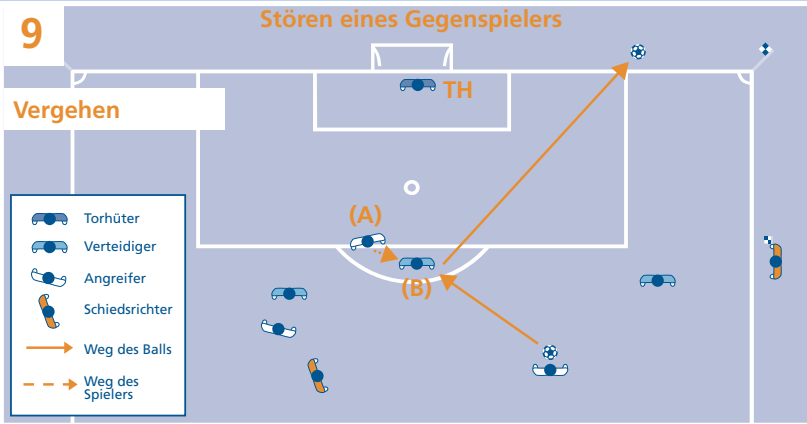 9
Stören eines Gegenspielers
TH
Vergehen
(A)
(B)
Torhüter
Verteidiger
Angreifer
Schiedsrichter
Weg des Balls
Weg des
Spielers